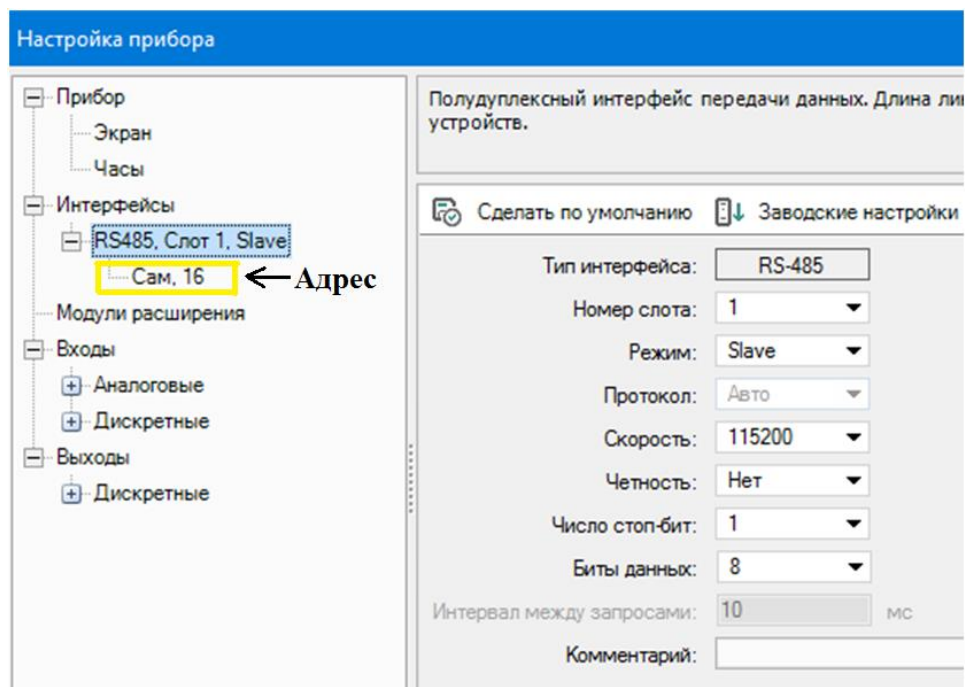 Настройка прибора
Прибор
Экран
Часы
Интерфейсы
RS485, Слот 1, Slave
Сам, 16
Адрес
Модули расширения
Входы
Аналоговые
Дискретные
Выходы
Дискретные
Полудуплексный интерфейс передачи данных. Длина
устройств.
Сделать по умолчанию Заводские настройки
Тип интерфейса: RS-485
Номер слота: 1
Режим: Slave
Протокол: Авто
Скорость: 115200
Четность: Нет
Число стоп-бит: 1
Биты данных: 8
Интервал между запросами: 10 мс
Комментарий: